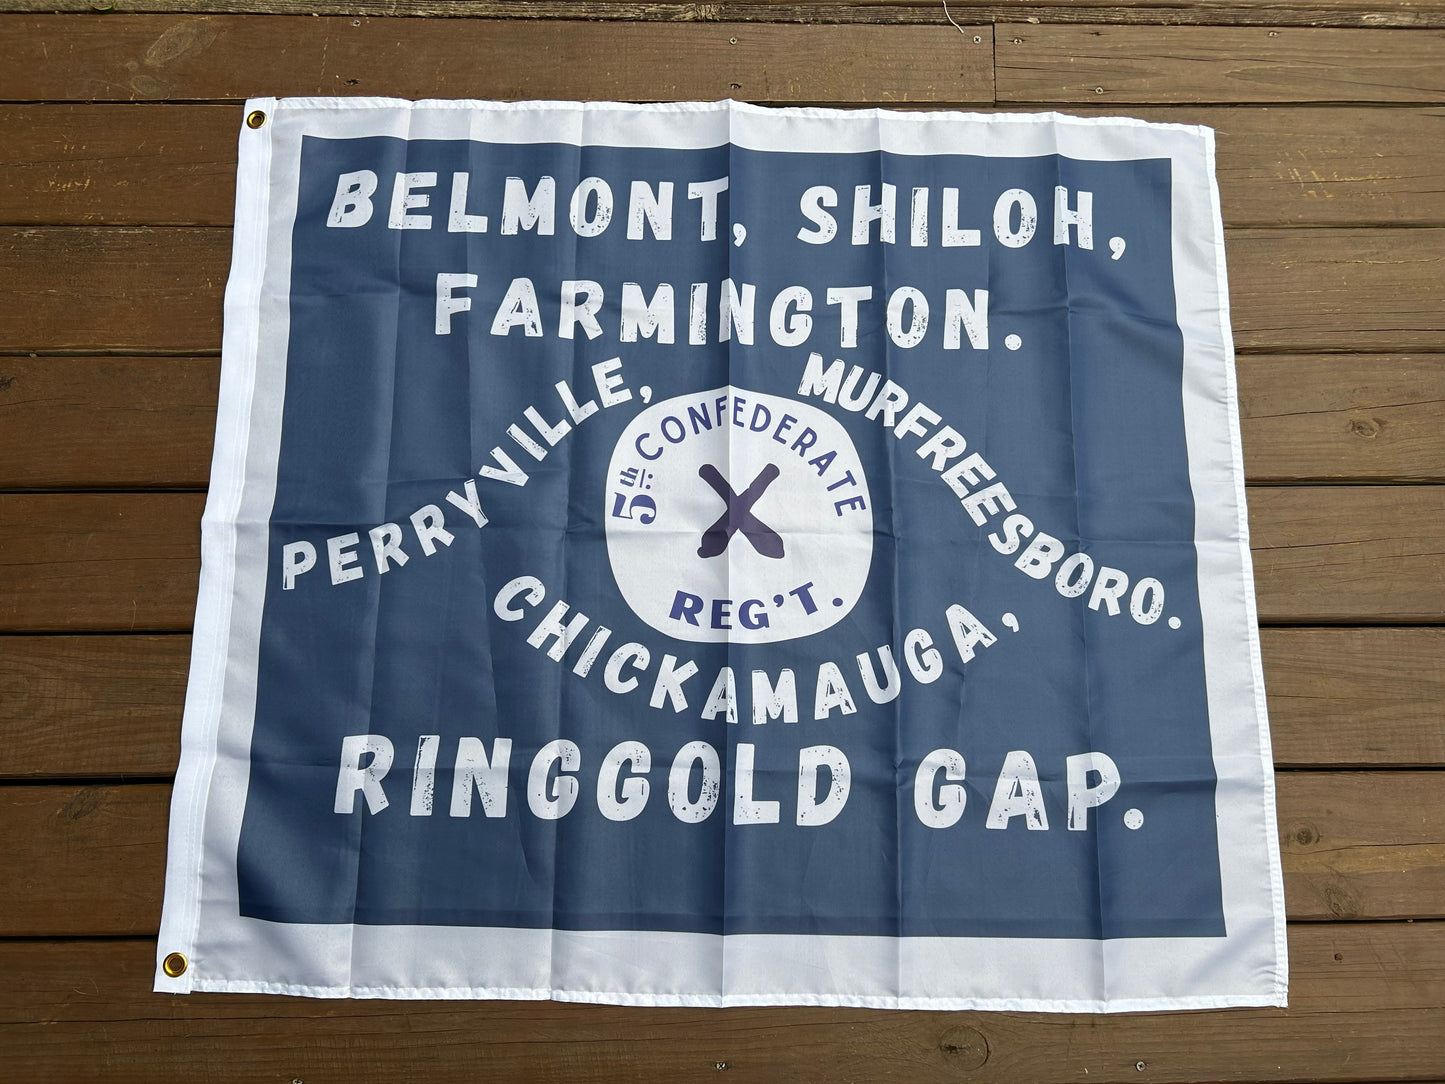 BELMONT, SHILOH,
FARMINGTON.
PERRYVILLE, MURFREESBORO.
5th: CONFEDERATE
REG'T.
CHICKAMAUGA,
RINGGOLD GAP.